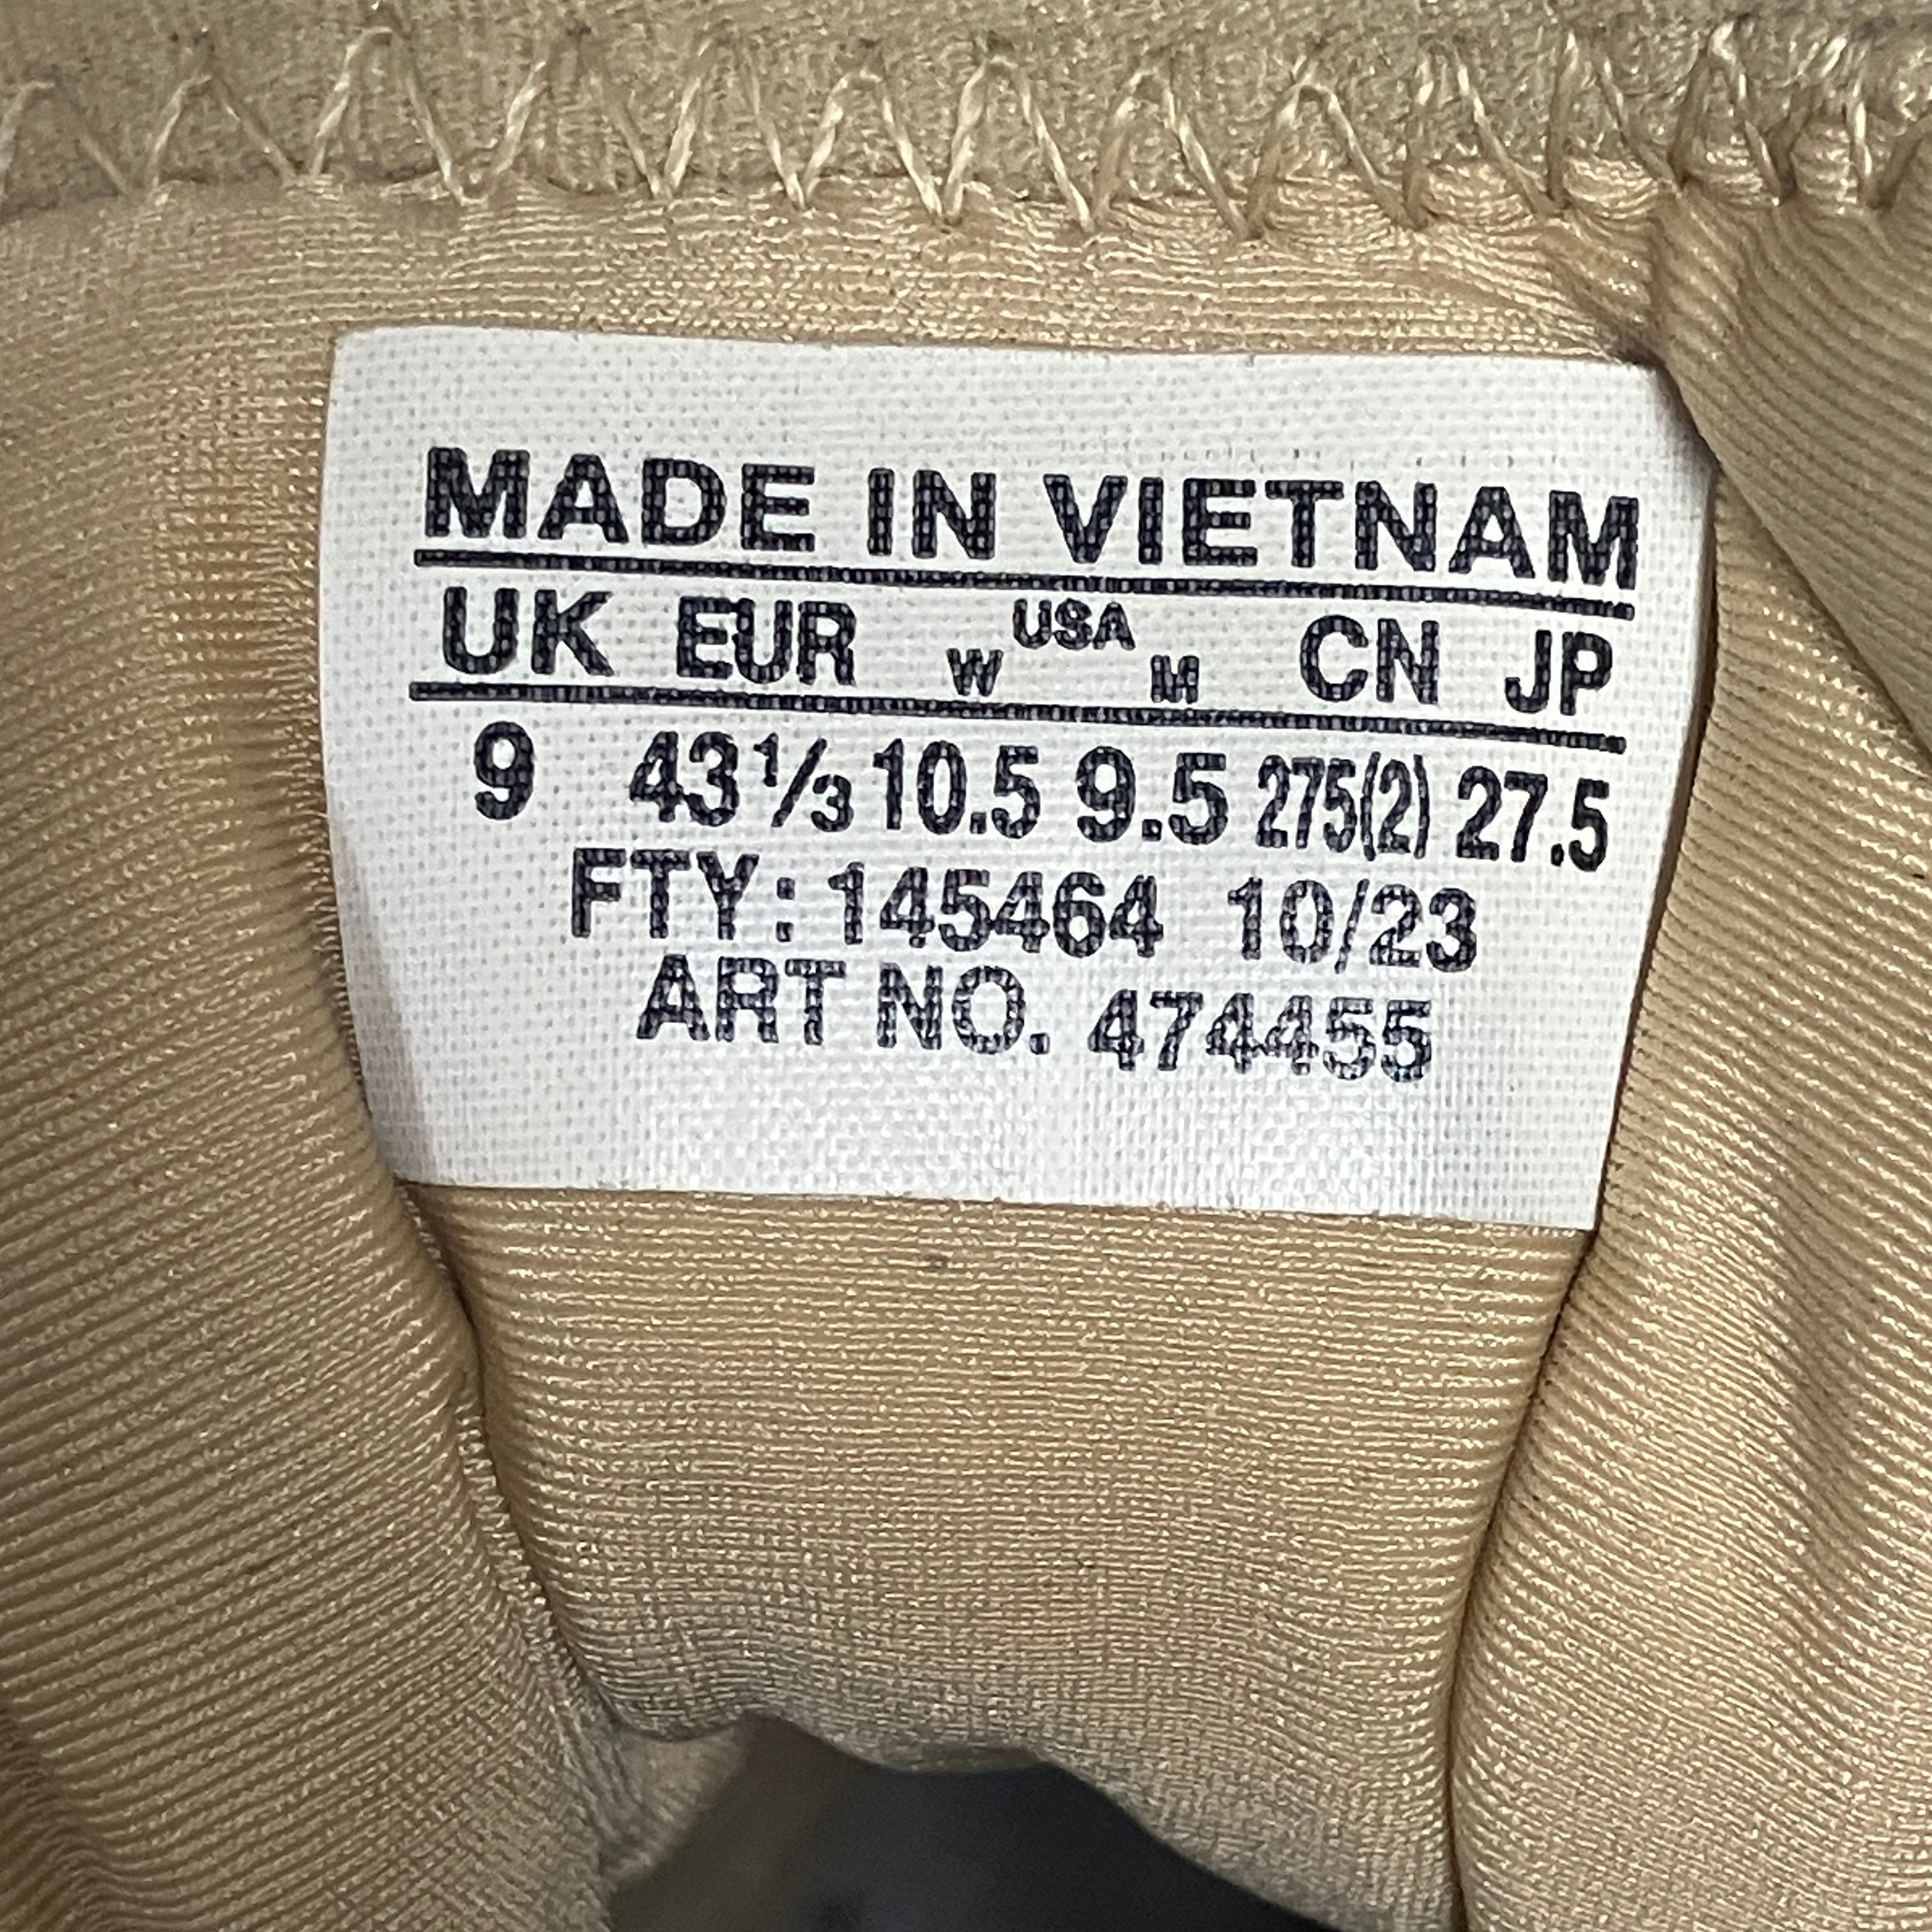 MADE IN VIETNAM
UK EUR W USA M CN JP
9 43⅓ 10.5 9.5 275(2) 27.5
FTY: 145464 10/23
ART NO. 474455